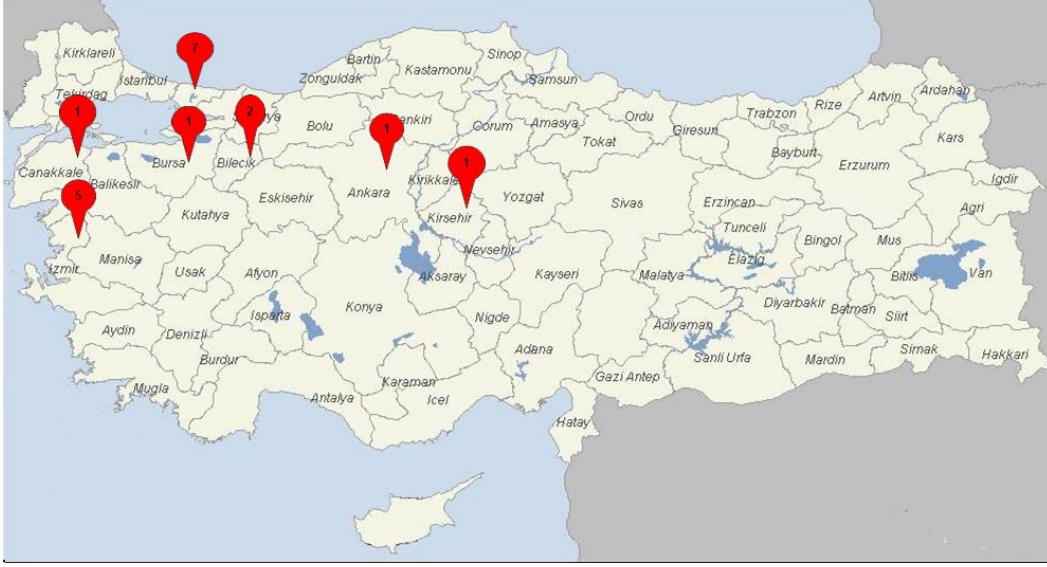 Kirklareli
Tekirdag
Istanbul
7
1
1
2
1
1
5
Zonguldak
Bartin
Kastamonu
Sinop
Samsun
Bolu
Corum
Amasya
Ordu
Giresun
Trabzon
Rize
Artvin
Ardahan
Kars
Tokat
Bayburt
Erzurum
Igdir
Agri
Canakkale
Balikesir
Bursa
Bilecik
Eskisehir
Ankara
Kirikkale
Yozgat
Sivas
Erzincan
Tunceli
Bingol
Mus
Kutahya
Kirsehir
Nevsehir
Kayseri
Malatya
Elazig
Bitlis
Van
Izmir
Manisa
Usak
Afyon
Aksaray
Konya
Isparta
Nigde
Diyarbakir
Batman
Siirt
Adiyaman
Aydin
Denizli
Burdur
Adana
Sanli Urfa
Mardin
Sirnak
Hakkari
Gazi Antep
Mugla
Antalya
Karaman
Icel
Hatay